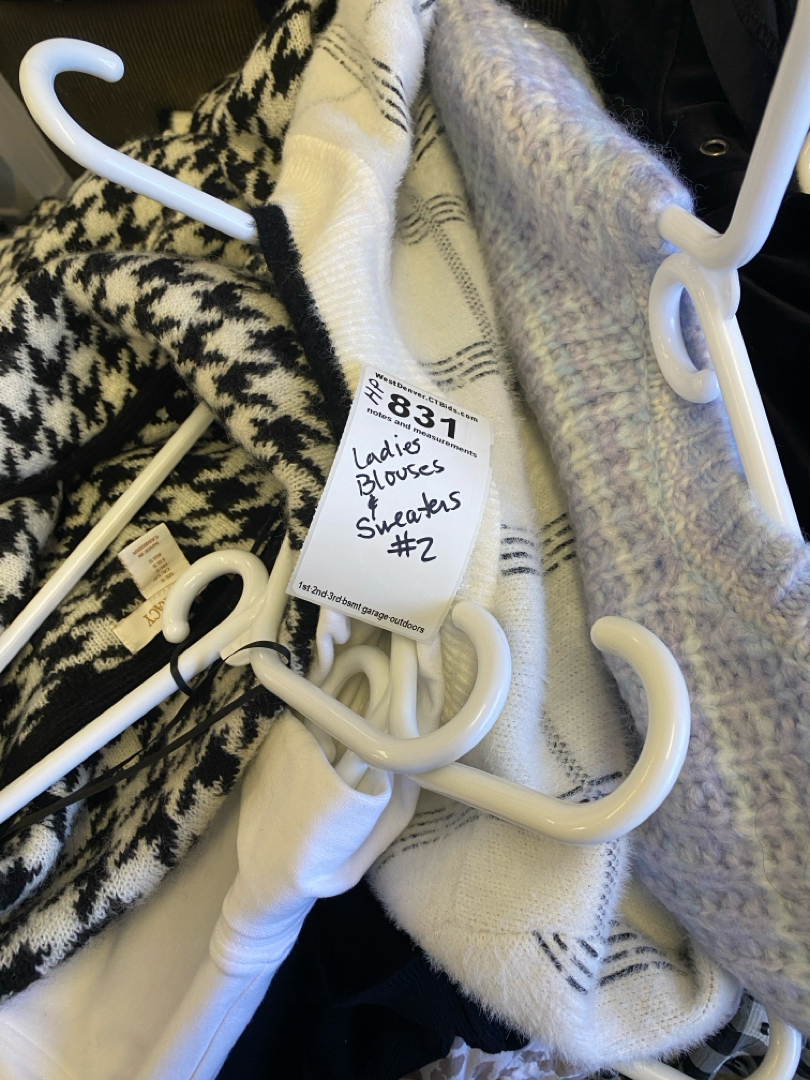 WestDenver.CTBids.com
HP
831
notes and measurements
Ladies
Blouses
&
Sweaters
#2
1st-2nd-3rd-bsmt garage-outdoors